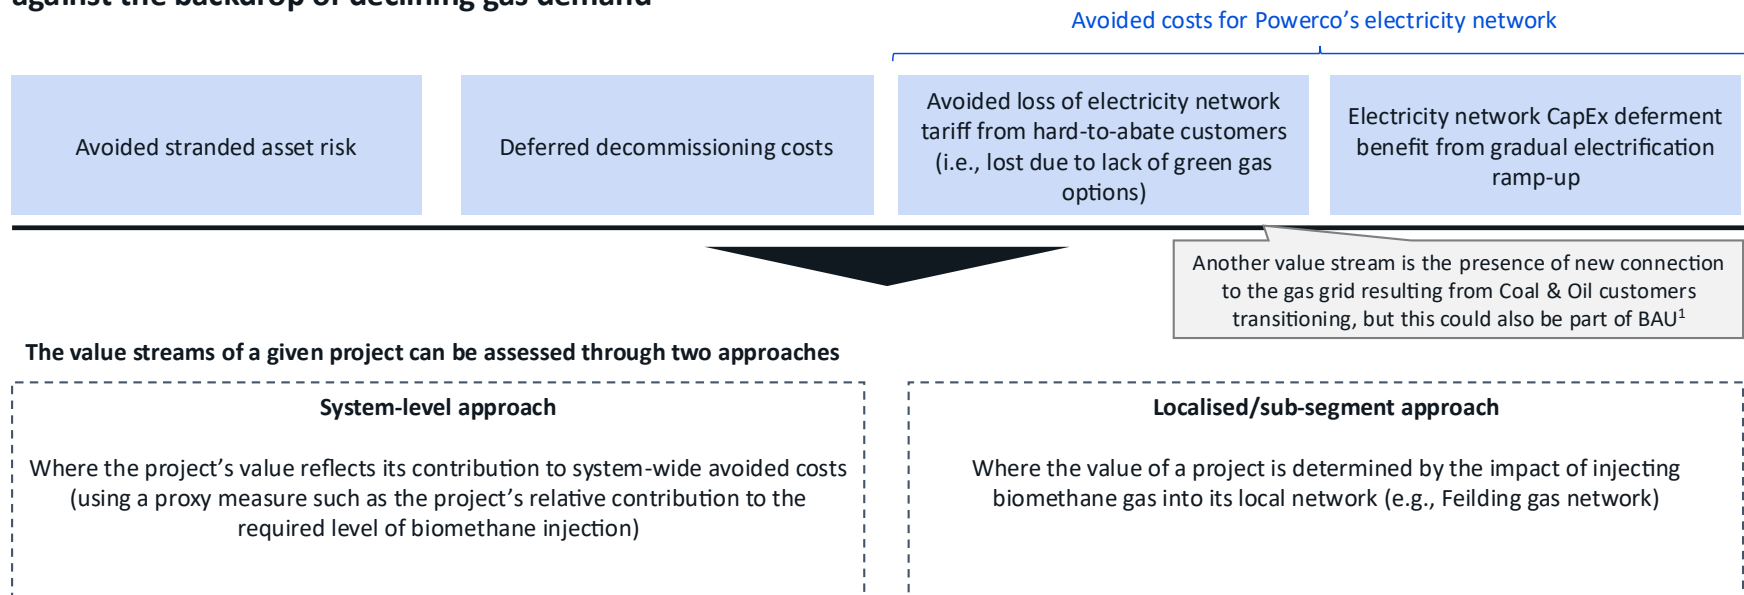 against the backdrop of declining gas demand
Avoided costs for Powerco’s electricity network
Avoided stranded asset risk
Deferred decommissioning costs
Avoided loss of electricity network
tariff from hard-to-abate customers
(i.e., lost due to lack of green gas
options)
Electricity network CapEx deferment
benefit from gradual electrification
ramp-up
Another value stream is the presence of new connection
to the gas grid resulting from Coal & Oil customers
transitioning, but this could also be part of BAU¹
The value streams of a given project can be assessed through two approaches
System-level approach
Where the project’s value reflects its contribution to system-wide avoided costs
(using a proxy measure such as the project’s relative contribution to the
required level of biomethane injection)
Localised/sub-segment approach
Where the value of a project is determined by the impact of injecting
biomethane gas into its local network (e.g., Feilding gas network)